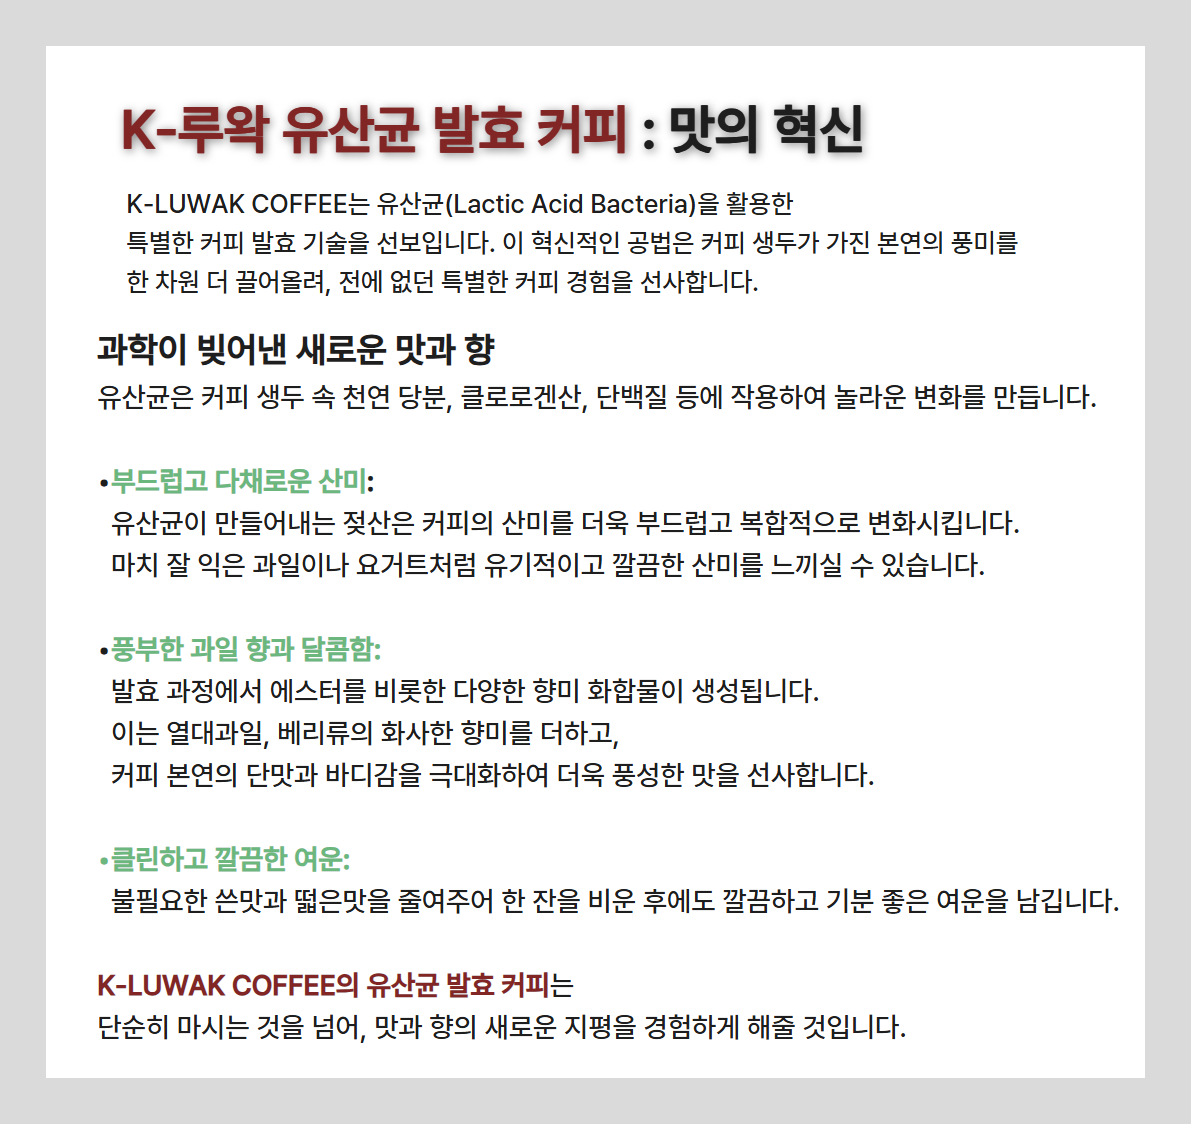 K-루왁 유산균 발효 커피 : 맛의 혁신
K-LUWAK COFFEE는 유산균(Lactic Acid Bacteria)을 활용한
특별한 커피 발효 기술을 선보입니다. 이 혁신적인 공법은 커피 생두가 가진 본연의 풍미를
한 차원 더 끌어올려, 전에 없던 특별한 커피 경험을 선사합니다.
과학이 빚어낸 새로운 맛과 향
유산균은 커피 생두 속 천연 당분, 클로로겐산, 단백질 등에 작용하여 놀라운 변화를 만듭니다.
•부드럽고 다채로운 산미:
유산균이 만들어내는 젖산은 커피의 산미를 더욱 부드럽고 복합적으로 변화시킵니다.
마치 잘 익은 과일이나 요거트처럼 유기적이고 깔끔한 산미를 느끼실 수 있습니다.
•풍부한 과일 향과 달콤함:
발효 과정에서 에스터를 비롯한 다양한 향미 화합물이 생성됩니다.
이는 열대과일, 베리류의 화사한 향미를 더하고,
커피 본연의 단맛과 바디감을 극대화하여 더욱 풍성한 맛을 선사합니다.
•클린하고 깔끔한 여운:
불필요한 쓴맛과 떫은맛을 줄여주어 한 잔을 비운 후에도 깔끔하고 기분 좋은 여운을 남깁니다.
K-LUWAK COFFEE의 유산균 발효 커피는
단순히 마시는 것을 넘어, 맛과 향의 새로운 지평을 경험하게 해줄 것입니다.